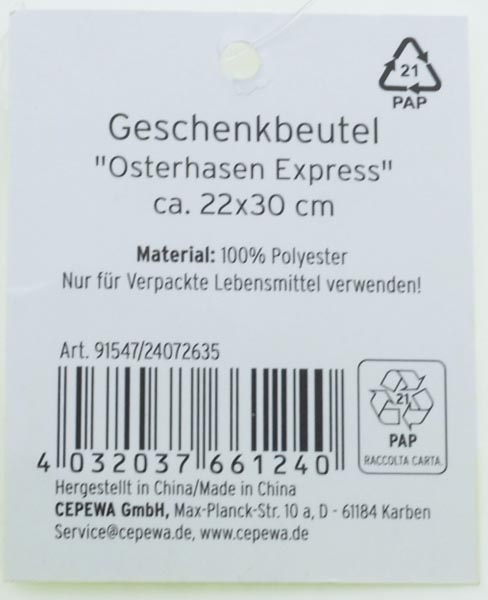 21
PAP
Geschenkbeutel
"Osterhasen Express"
ca. 22x30 cm
Material: 100% Polyester
Nur für Verpackte Lebensmittel verwenden!
Art. 91547/24072635
4 032037 661240
21
PAP
RACCOLTA CARTA
Hergestellt in China/Made in China
CEPEWA GmbH, Max-Planck-Str. 10 a, D - 61184 Karben
Service@cepewa.de, www.cepewa.de